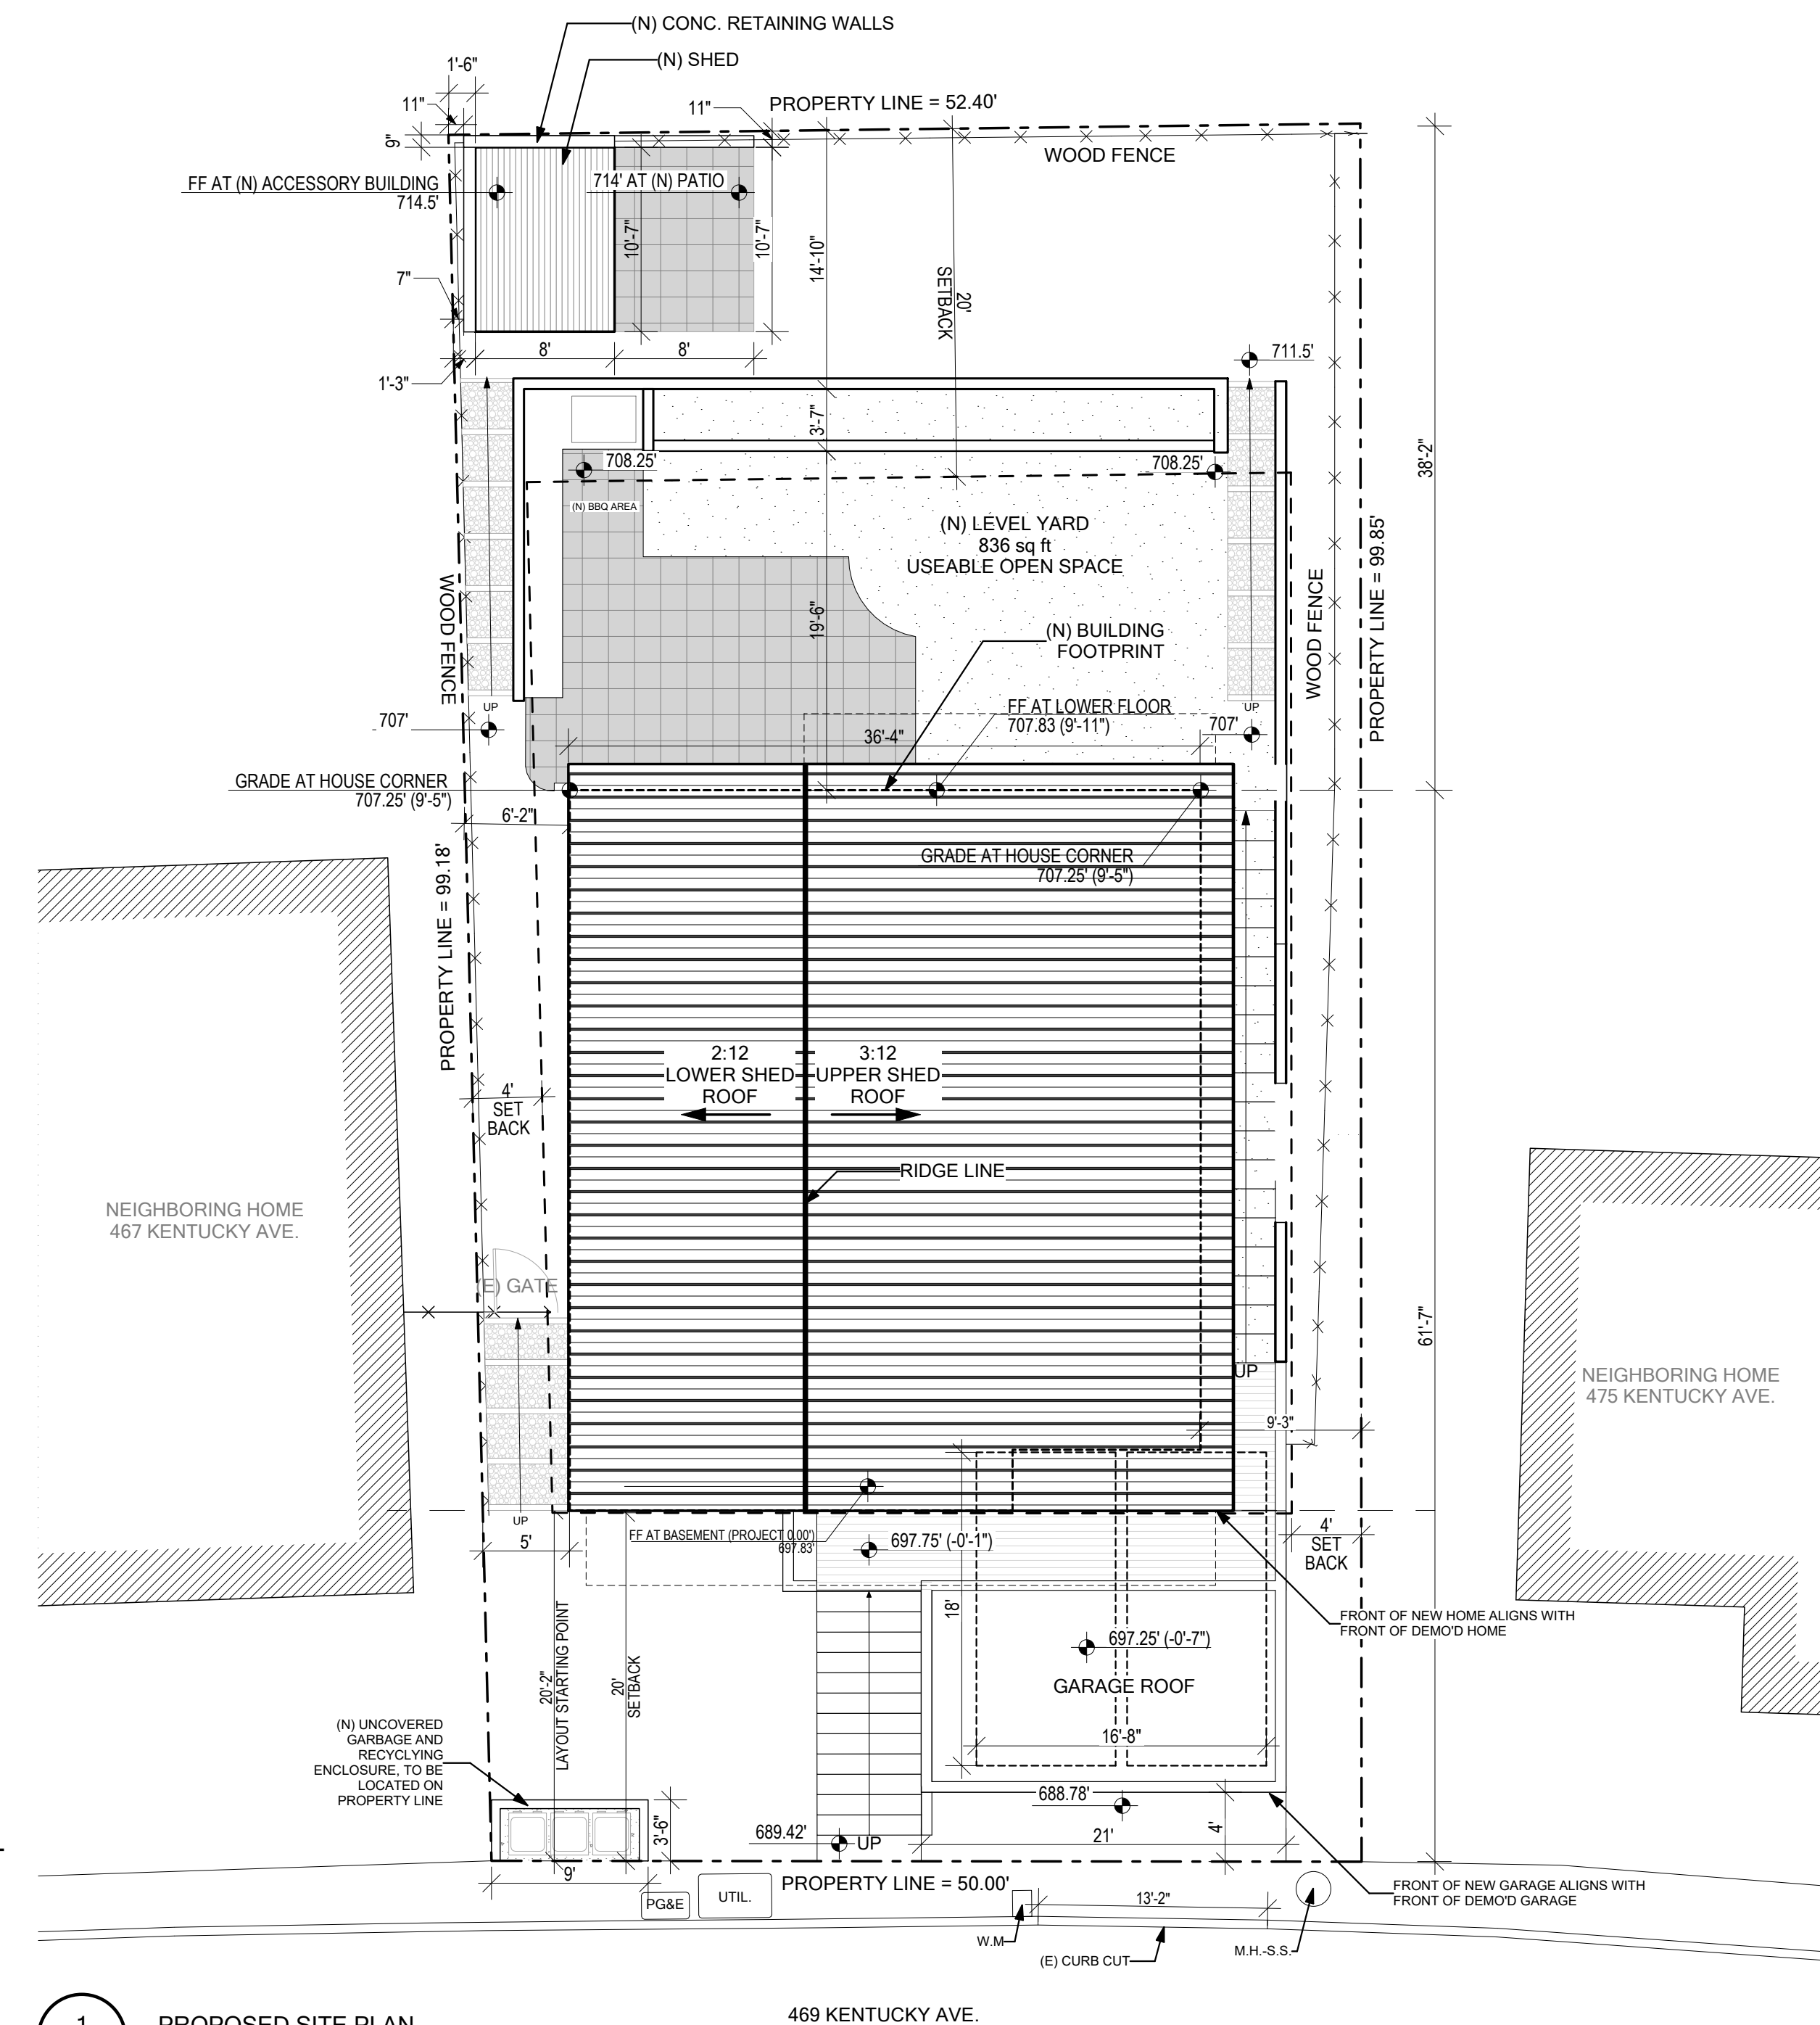 (N) CONC. RETAINING WALLS
(N) SHED
1'-6"
11"
11"
PROPERTY LINE = 52.40'
9"
WOOD FENCE
FF AT (N) ACCESSORY BUILDING
714.5'
714' AT (N) PATIO
10'-7"
10'-7"
14'-10"
20'
SETBACK
7"
8'
8'
1'-3"
711.5'
3'-7"
38'-2"
708.25'
708.25'
(N) BBQ AREA
(N) LEVEL YARD
836 sq ft
USEABLE OPEN SPACE
WOOD FENCE
WOOD FENCE
PROPERTY LINE = 99.85'
19'-6"
(N) BUILDING
FOOTPRINT
UP
UP
707'
FF AT LOWER FLOOR
707.83 (9'-11")
707'
36'-4"
GRADE AT HOUSE CORNER
707.25' (9'-5")
6'-2"
GRADE AT HOUSE CORNER
707.25' (9'-5")
PROPERTY LINE = 99.18'
2:12
LOWER SHED
ROOF
3:12
UPPER SHED
ROOF
4'
SET
BACK
RIDGE LINE
NEIGHBORING HOME
467 KENTUCKY AVE.
(E) GATE
61'-7"
UP
NEIGHBORING HOME
475 KENTUCKY AVE.
9'-3"
UP
5'
FF AT BASEMENT (PROJECT 0.00')
697.83'
697.75' (-0'-1")
4'
SET
BACK
18'
FRONT OF NEW HOME ALIGNS WITH
FRONT OF DEMO'D HOME
697.25' (-0'-7")
GARAGE ROOF
20'-2"
LAYOUT STARTING POINT
20'
SETBACK
16'-8"
(N) UNCOVERED
GARBAGE AND
RECYCLYING
ENCLOSURE, TO BE
LOCATED ON
PROPERTY LINE
688.78'
3'-6"
689.42'
UP
21'
4'
9'
PROPERTY LINE = 50.00'
PG&E
UTIL.
13'-2"
FRONT OF NEW GARAGE ALIGNS WITH
FRONT OF DEMO'D GARAGE
W.M
(E) CURB CUT
M.H.-S.S.
1
PROPOSED SITE PLAN
469 KENTUCKY AVE.